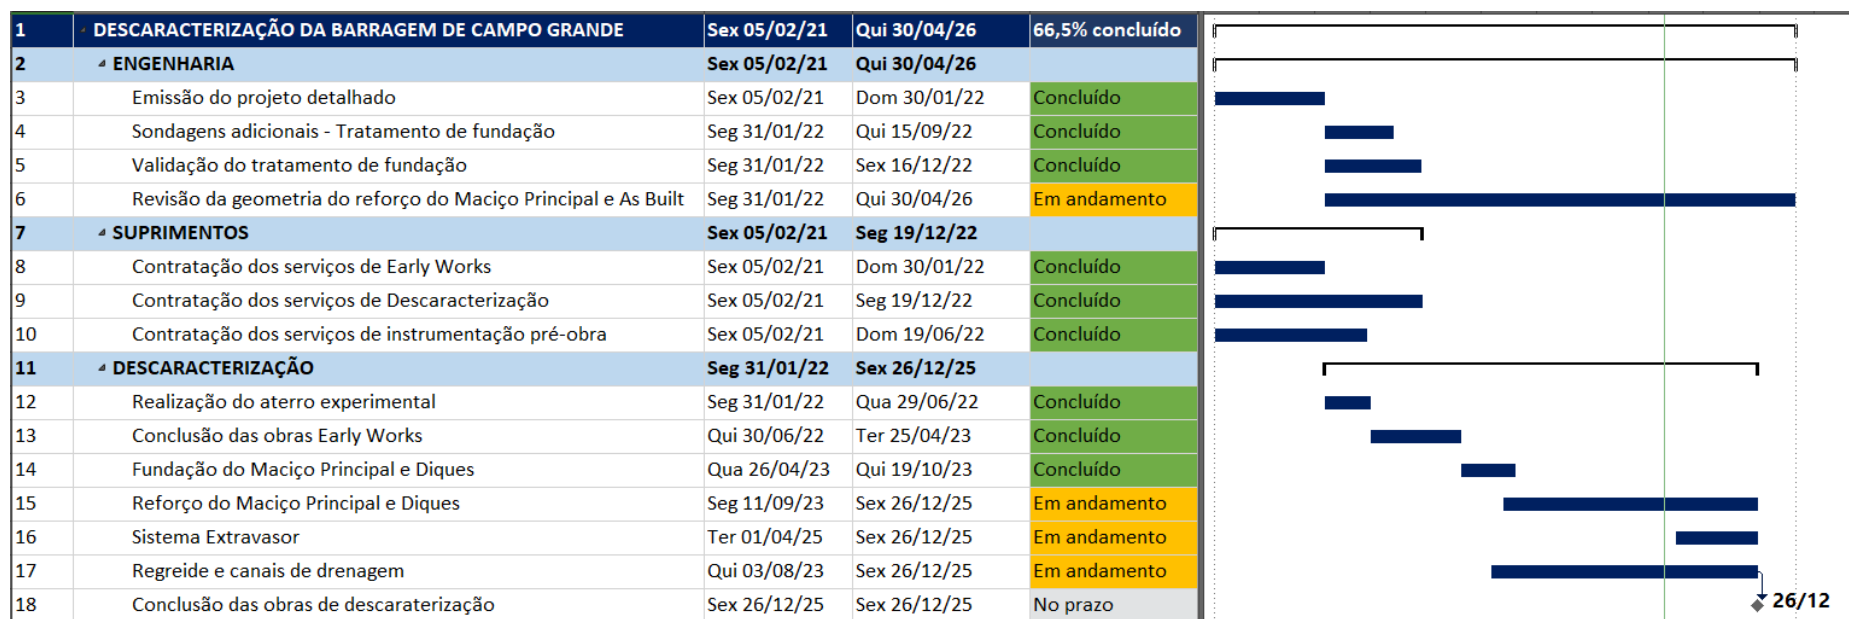 1 DESCARACTERIZAÇÃO DA BARRAGEM DE CAMPO GRANDE Sex 05/02/21 Qui 30/04/26 66,5% concluído
2 ENGENHARIA Sex 05/02/21 Qui 30/04/26
3 Emissão do projeto detalhado Sex 05/02/21 Dom 30/01/22 Concluído
4 Sondagens adicionais - Tratamento de fundação Seg 31/01/22 Qui 15/09/22 Concluído
5 Validação do tratamento de fundação Seg 31/01/22 Sex 16/12/22 Concluído
6 Revisão da geometria do reforço do Maciço Principal e As Built Seg 31/01/22 Qui 30/04/26 Em andamento
7 SUPRIMENTOS Sex 05/02/21 Seg 19/12/22
8 Contratação dos serviços de Early Works Sex 05/02/21 Dom 30/01/22 Concluído
9 Contratação dos serviços de Descaracterização Sex 05/02/21 Seg 19/12/22 Concluído
10 Contratação dos serviços de instrumentação pré-obra Sex 05/02/21 Dom 19/06/22 Concluído
11 DESCARACTERIZAÇÃO Seg 31/01/22 Sex 26/12/25
12 Realização do aterro experimental Seg 31/01/22 Qua 29/06/22 Concluído
13 Conclusão das obras Early Works Qui 30/06/22 Ter 25/04/23 Concluído
14 Fundação do Maciço Principal e Diques Qua 26/04/23 Qui 19/10/23 Concluído
15 Reforço do Maciço Principal e Diques Seg 11/09/23 Sex 26/12/25 Em andamento
16 Sistema Extravasor Ter 01/04/25 Sex 26/12/25 Em andamento
17 Regreide e canais de drenagem Qui 03/08/23 Sex 26/12/25 Em andamento
18 Conclusão das obras de descaraterização Sex 26/12/25 Sex 26/12/25 No prazo 26/12